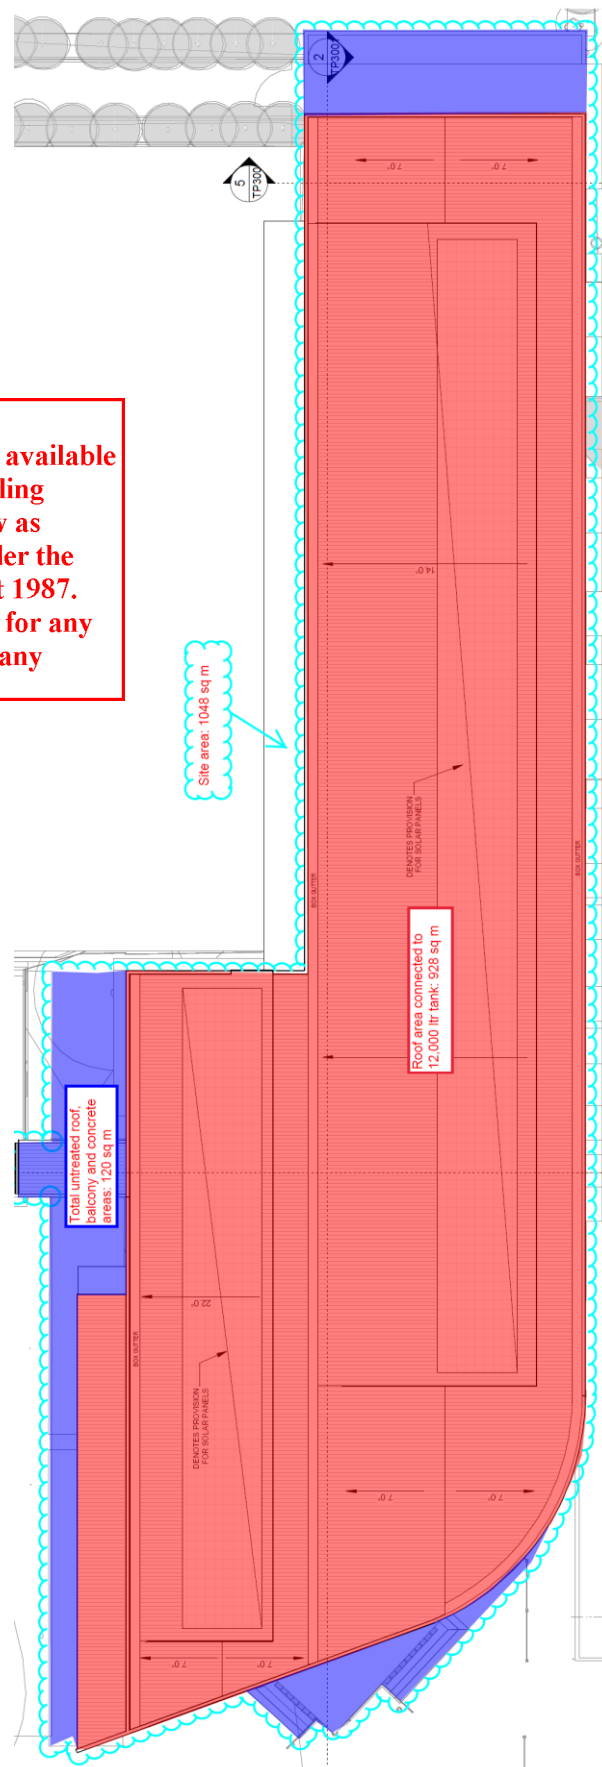 2
TP300
5
TP300
7.0°
7.0°
available
ling
as
er the
1987.
for any
any
14.0°
Site area: 1048 sq m
DENOTES PROVISION
FOR SOLAR PANELS
BOX GUTTER
BOX GUTTER
Roof area connected to
12,000 ltr tank: 928 sq m
Total untreated roof,
balcony and concrete
areas: 120 sq m
22.0°
BOX GUTTER
DENOTES PROVISION
FOR SOLAR PANELS
7.0°
7.0°
7.0°
7.0°